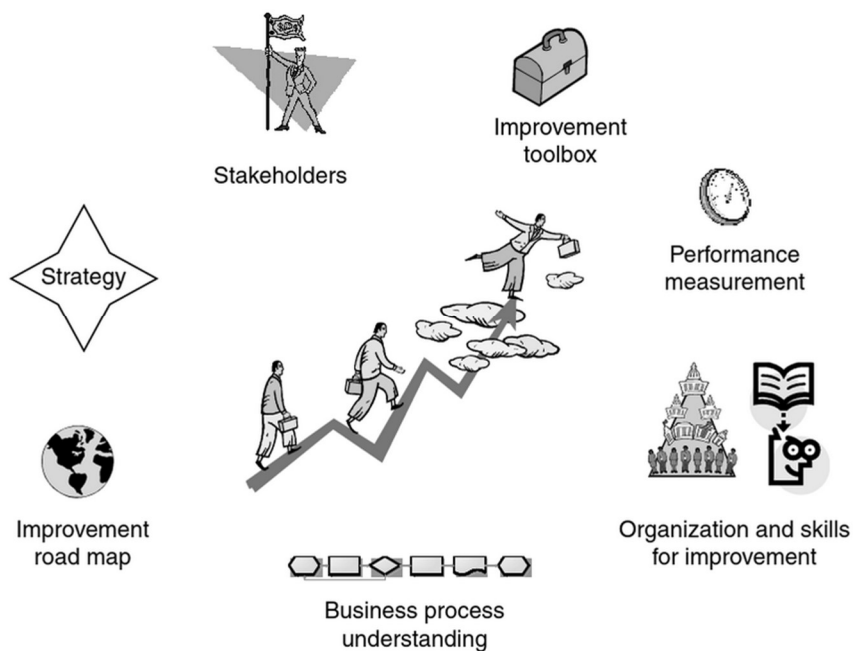 Stakeholders
Improvement
toolbox
Performance
measurement
Strategy
Improvement
road map
Organization and skills
for improvement
Business process
understanding